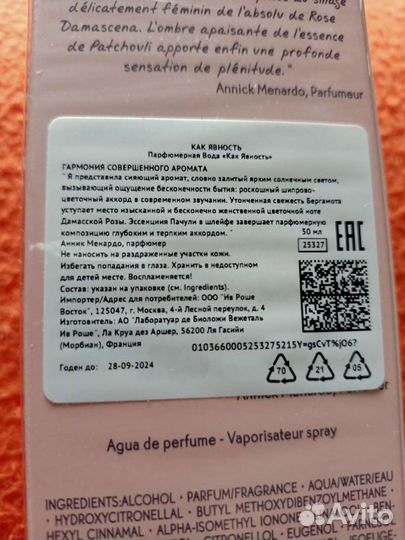 délicatement féminin de l'absolu de Rose
Damascena. L'ombre apaisante de l'essence
de Patchouli apporte enfin une profonde
sensation de plénitude."
Annick Menardo, Parfumeur
КАК ЯВНОСТЬ
Парфюмерная Вода «Как Явность»
ГАРМОНИЯ СОВЕРШЕННОГО АРОМАТА
"Я представила сияющий аромат, словно залитый ярким солнечным светом,
вызывающий ощущение бесконечности бытия: роскошный шипрово-
цветочный аккорд в современном звучании. Утонченная свежесть Бергамота
уступает место изысканной и бесконечно женственной цветочной ноте
Дамасской Розы. Эссенция Пачули в шлейфе завершает парфюмерную
композицию глубоким и терпким аккордом. "
50 мл
Анник Менардо, парфюмер
25327
EAC
Не наносить на раздраженные участки кожи.
Избегать попадания в глаза. Хранить в недоступном
для детей месте. Воспламеняется!
Состав: указан на упаковке (см. Ingredients).
Импортер/Адрес для потребителей: ООО "Ив Роше
Восток", 125047, г. Москва, 4-й Лесной переулок, д. 4
Изготовитель: АО "Лаборатуар де Биоложи Вежеталь
Ив Роше", Ла Круа дез Аршер, 56200 Ля Гасийи
(Морбиан), Франция
0103660005253275215Y=gsCvT%jO6?
Годен до: 28-09-2024
70
21
05
Agua de perfume - Vaporisateur spray
INGREDIENTS: ALCOHOL • PARFUM/FRAGRANCE • AQUA/WATER/EAU
• HYDROXYCITRONELLAL • BUTYL METHOXYDIBENZOYLMETHANE •
HEXYL CINNAMAL • ALPHA-ISOMETHYL IONONE
CITRONELLOL • EUGENOL • FARNES
Avito